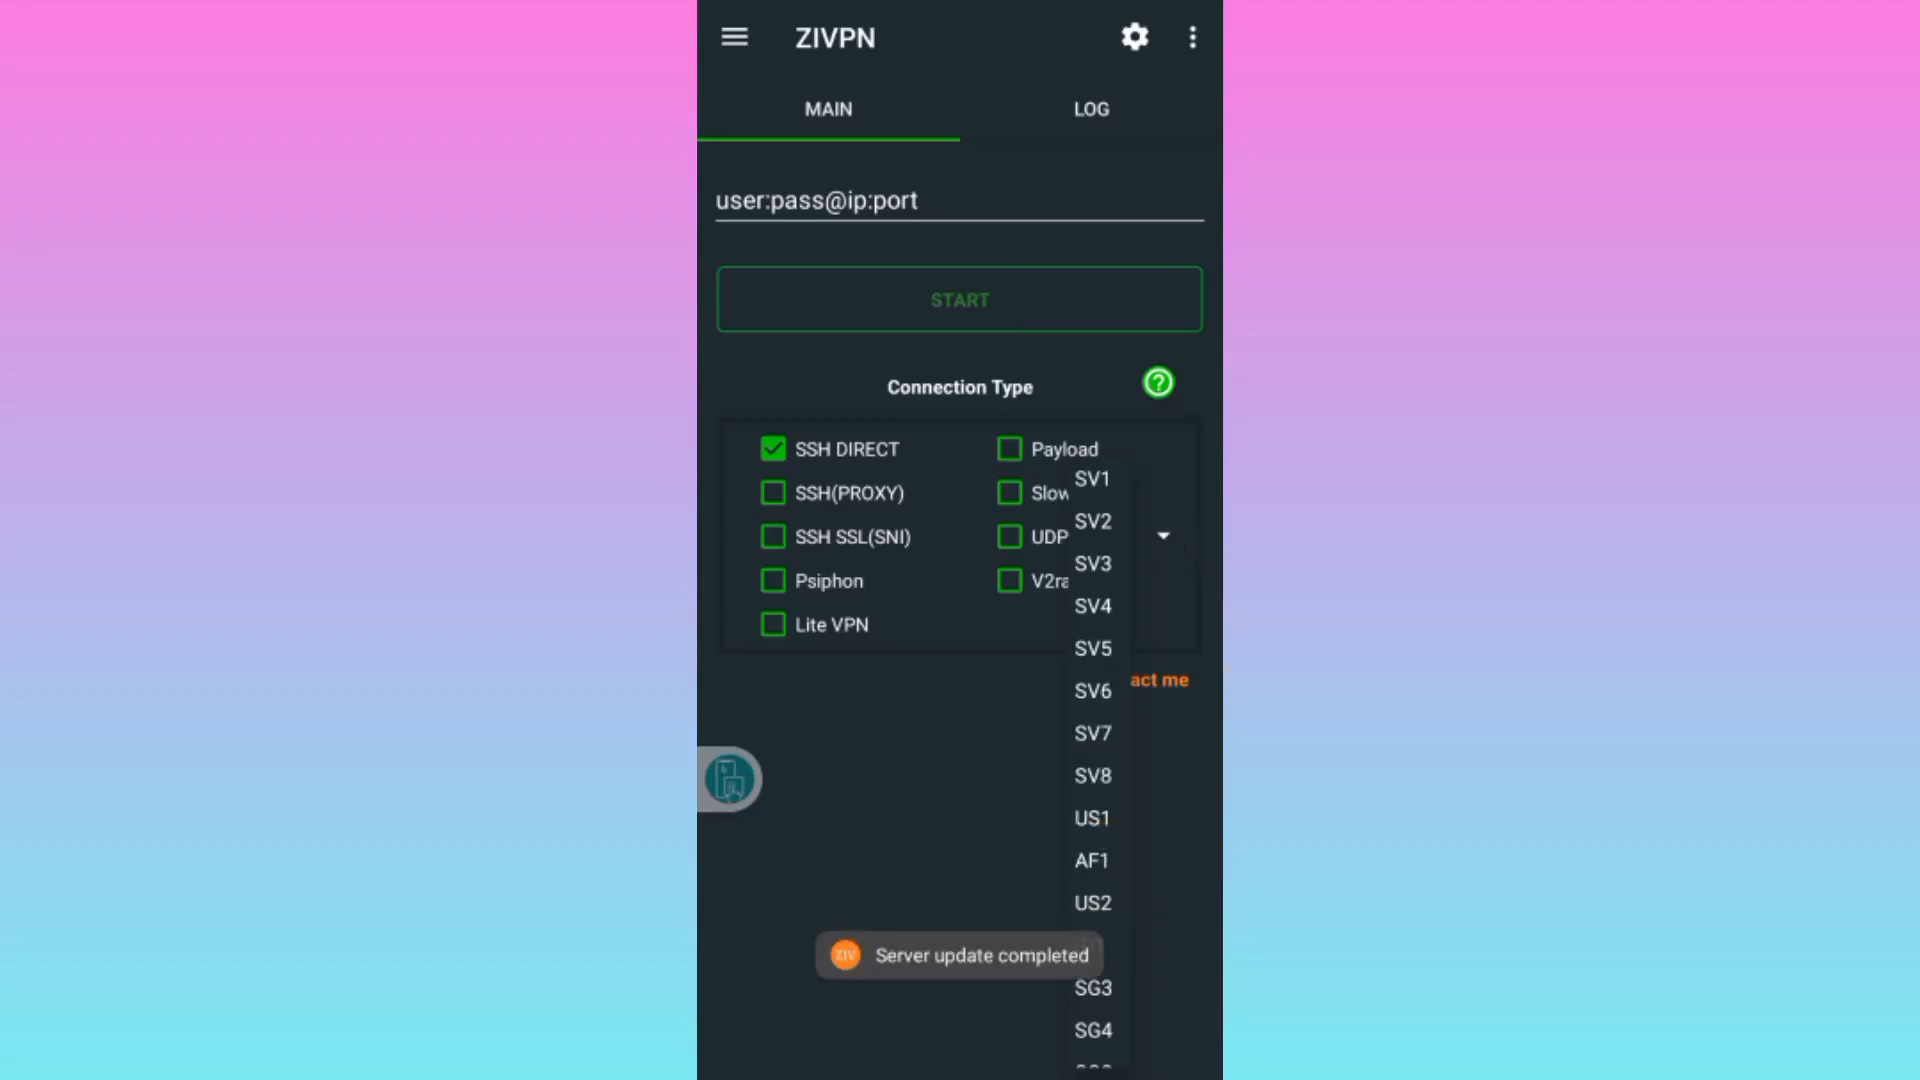 ZIVPN
MAIN
LOG
user:pass@ip:port
START
Connection Type
SSH DIRECT
Payload
SSH(PROXY)
Slow
SSH SSL(SNI)
UDP
Psiphon
V2ra
Lite VPN
SV1
SV2
SV3
SV4
SV5
SV6
SV7
SV8
US1
AF1
US2
SG3
SG4
act me
ZIV
Server update completed